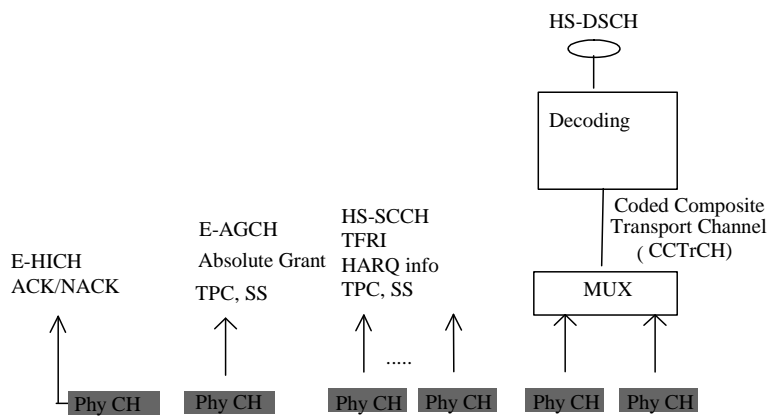 HS-DSCH
Decoding
Coded Composite
Transport Channel
( CCTrCH)
MUX
HS-SCCH
TFRI
HARQ info
TPC, SS
E-AGCH
Absolute Grant
TPC, SS
E-HICH
ACK/NACK
.....
Phy CH
Phy CH
Phy CH
Phy CH
Phy CH
Phy CH